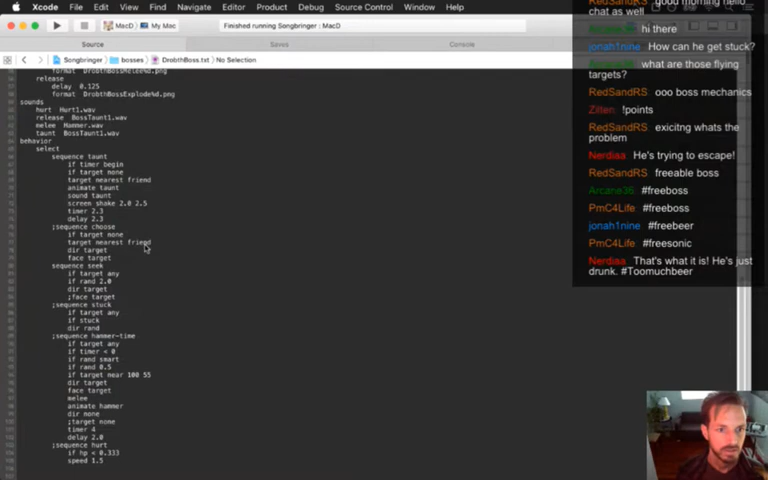 Xcode File Edit View Find Navigate Editor Product Debug Source Control Window Help
MacD My Mac
Finished running Songbringer : MacD
Source Saves Console
Songbringer bosses DrobthBoss.txt No Selection
format DrobthBossMelee%d.png
release
delay 0.125
format DrobthBossExplode%d.png
sounds
hurt Hurt1.wav
release BossTaunt1.wav
melee Hammer.wav
taunt BossTaunt1.wav
behavior
select
sequence taunt
if timer begin
if target none
target nearest friend
animate taunt
sound taunt
screen shake 2.0 2.5
timer 2.3
delay 2.3
;sequence choose
if target none
target nearest friend
dir target
face target
sequence seek
if target any
if rand 2.0
dir target
;face target
;sequence stuck
if target any
if stuck
dir rand
;sequence hammer-time
if target any
if timer < 0
if rand smart
if rand 0.5
if target near 100 55
dir target
face target
melee
animate hammer
dir none
;target none
timer 4
delay 2.0
;sequence hurt
if hp < 0.333
speed 1.5
RedSandRS good morning hello
chat as well
Arcane36 hi there
jonah1nine How can he get stuck?
Arcane36 what are those flying
targets?
RedSandRS ooo boss mechanics
Zilten !points
RedSandRS exicitng whats the
problem
Nerdiaa He's trying to escape!
RedSandRS freeable boss
Arcane36 #freeboss
PmC4Life #freeboss
jonah1nine #freebeer
PmC4Life #freesonic
Nerdiaa That's what it is! He's just
drunk. #Toomuchbeer